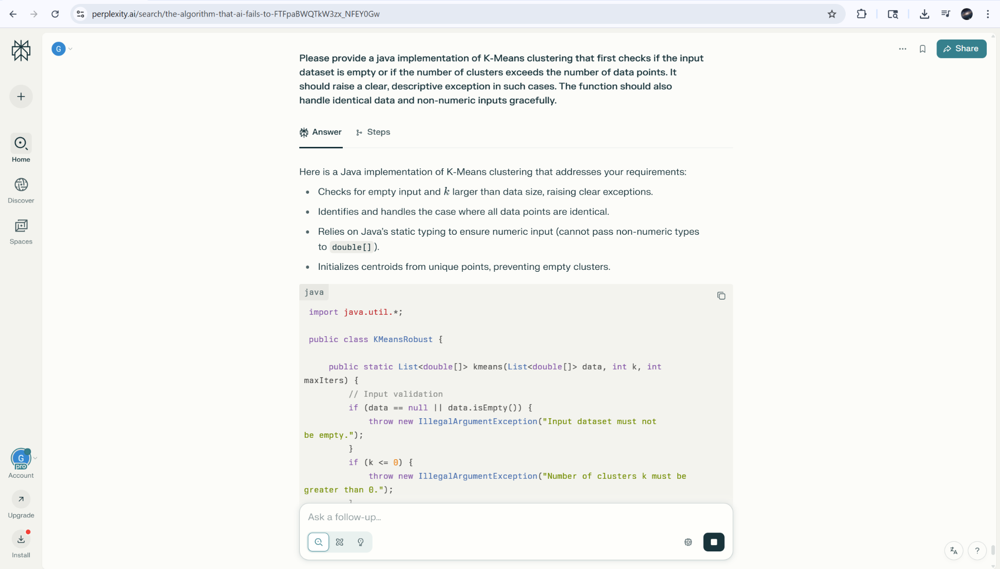 perplexity.ai/search/the-algorithm-that-ai-fails-to-FTFpaBWQTkW3zx_NFEY0Gw
G
Share
Home
Discover
Spaces
G
pro
Account
Upgrade
Install
Please provide a java implementation of K-Means clustering that first checks if the input
dataset is empty or if the number of clusters exceeds the number of data points. It
should raise a clear, descriptive exception in such cases. The function should also
handle identical data and non-numeric inputs gracefully.
Answer
Steps
Here is a Java implementation of K-Means clustering that addresses your requirements:
• Checks for empty input and k larger than data size, raising clear exceptions.
• Identifies and handles the case where all data points are identical.
• Relies on Java's static typing to ensure numeric input (cannot pass non-numeric types
to double[]).
• Initializes centroids from unique points, preventing empty clusters.
java
import java.util.*;
public class KMeansRobust {
public static List<double[]> kmeans(List<double[]> data, int k, int
maxIters) {
// Input validation
if (data == null || data.isEmpty()) {
throw new IllegalArgumentException("Input dataset must not
be empty.");
}
if (k <= 0) {
throw new IllegalArgumentException("Number of clusters k must be
greater than 0.");
}
Ask a follow-up...
?